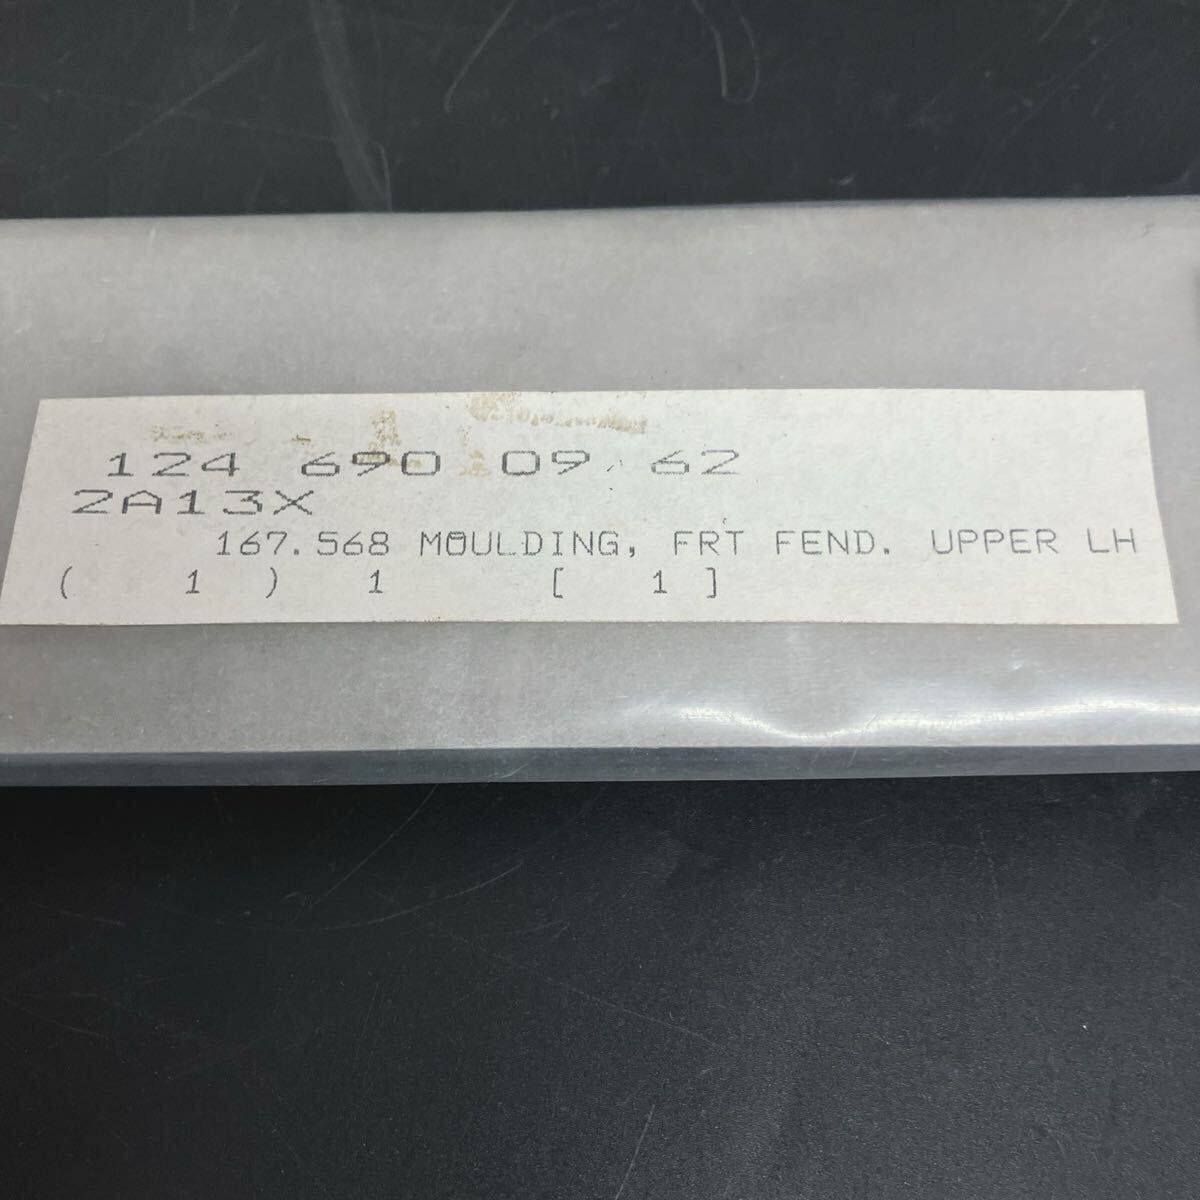 124 690 09 62
2A13X
167.568 MOULDING, FRT FEND. UPPER LH
( 1 ) 1 [ 1 ]